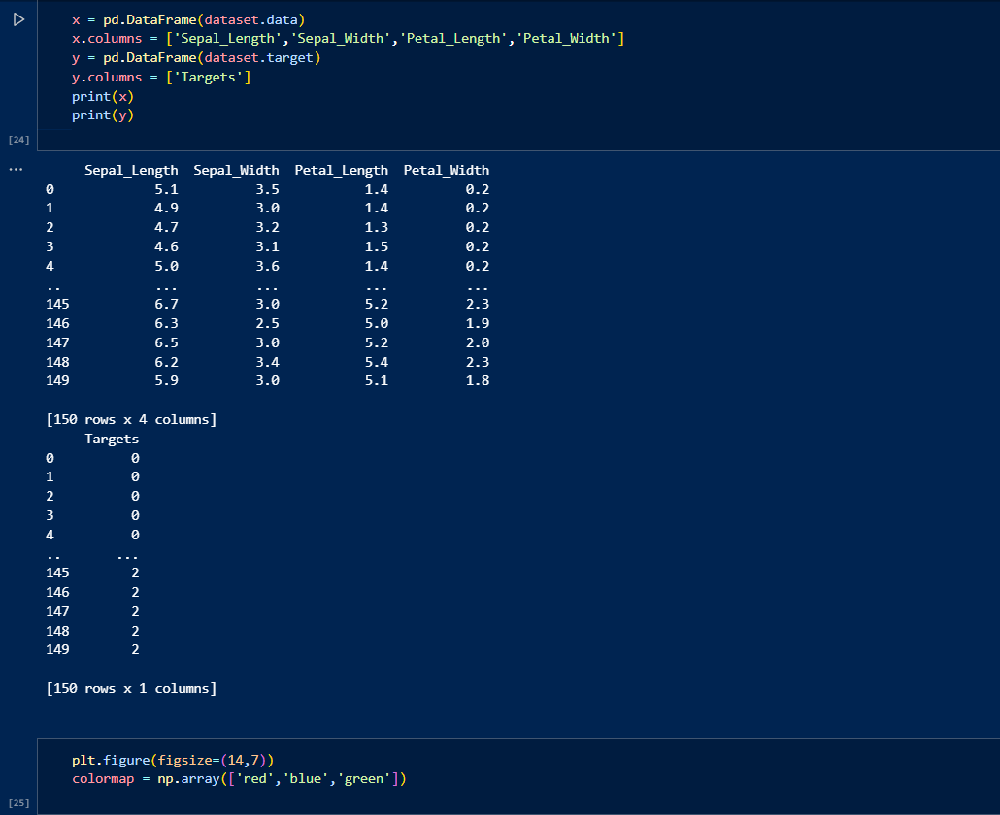 x = pd.DataFrame(dataset.data)
x.columns = ['Sepal_Length','Sepal_Width','Petal_Length','Petal_Width']
y = pd.DataFrame(dataset.target)
y.columns = ['Targets']
print(x)
print(y)
[24]
...
     Sepal_Length  Sepal_Width  Petal_Length  Petal_Width
0             5.1          3.5           1.4          0.2
1             4.9          3.0           1.4          0.2
2             4.7          3.2           1.3          0.2
3             4.6          3.1           1.5          0.2
4             5.0          3.6           1.4          0.2
..            ...          ...           ...          ...
145           6.7          3.0           5.2          2.3
146           6.3          2.5           5.0          1.9
147           6.5          3.0           5.2          2.0
148           6.2          3.4           5.4          2.3
149           5.9          3.0           5.1          1.8
[150 rows x 4 columns]
     Targets
0          0
1          0
2          0
3          0
4          0
..       ...
145        2
146        2
147        2
148        2
149        2
[150 rows x 1 columns]
plt.figure(figsize=(14,7))
colormap = np.array(['red','blue','green'])
[25]